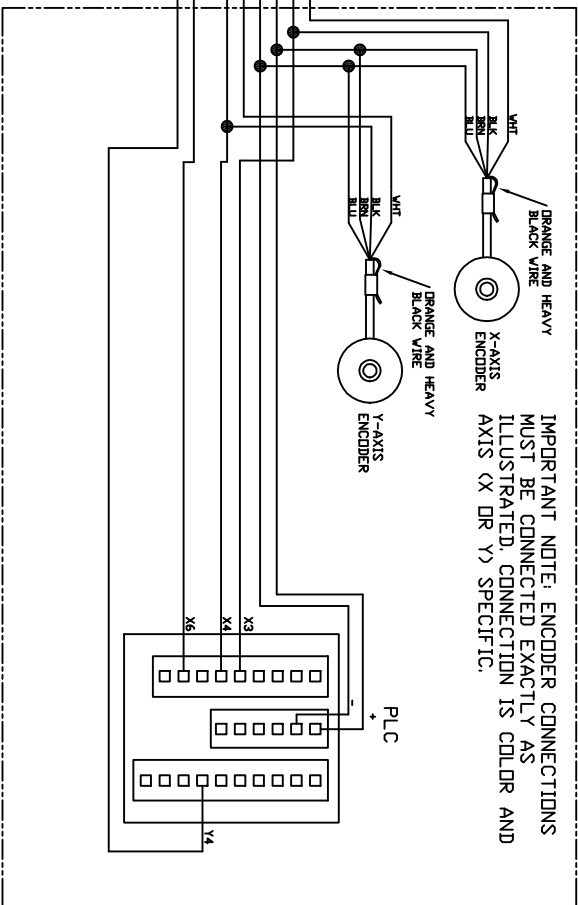 IMPORTANT NOTE: ENCODER CONNECTIONS
MUST BE CONNECTED EXACTLY AS
ILLUSTRATED. CONNECTION IS COLOR AND
AXIS (X OR Y) SPECIFIC.
WHT
BLK
BRN
BLU
ORANGE AND HEAVY
BLACK WIRE
X-AXIS
ENCODER
WHT
BLK
BRN
BLU
ORANGE AND HEAVY
BLACK WIRE
Y-AXIS
ENCODER
PLC
+
-
X3
X4
X6
Y4